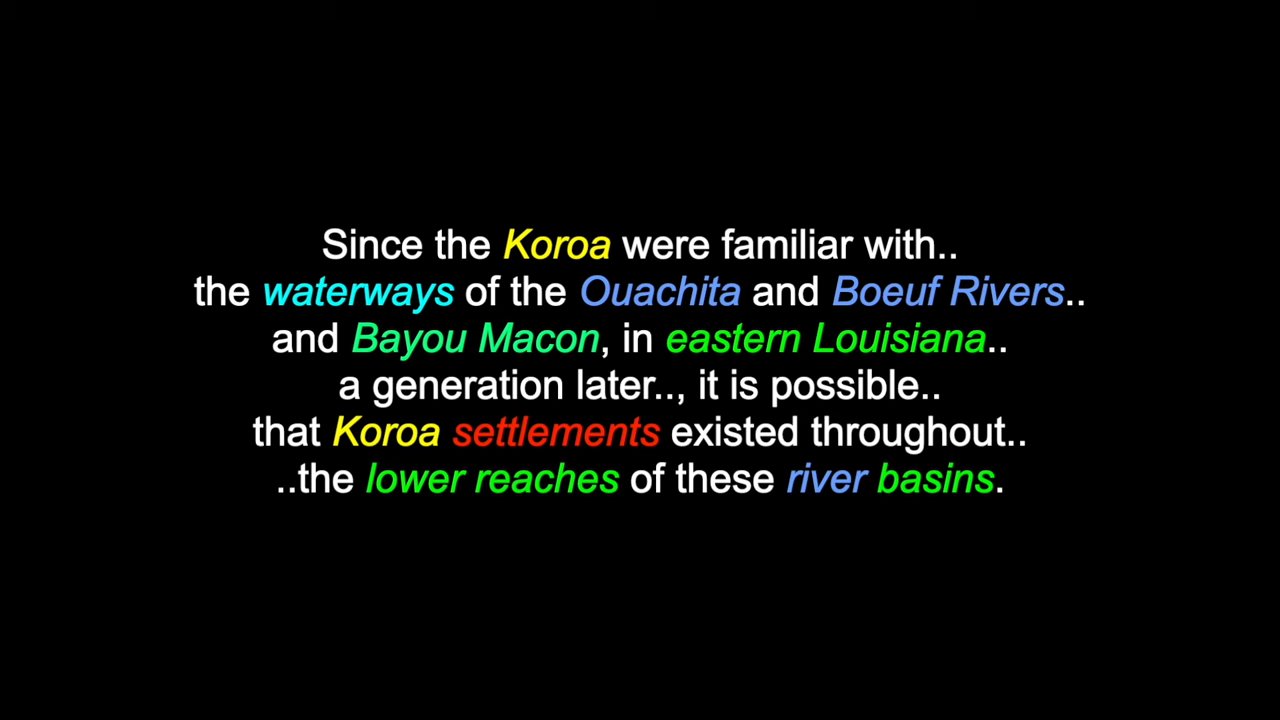 Since the Koroa were familiar with..
the waterways of the Ouachita and Boeuf Rivers..
and Bayou Macon, in eastern Louisiana..
a generation later.., it is possible..
that Koroa settlements existed throughout..
..the lower reaches of these river basins.